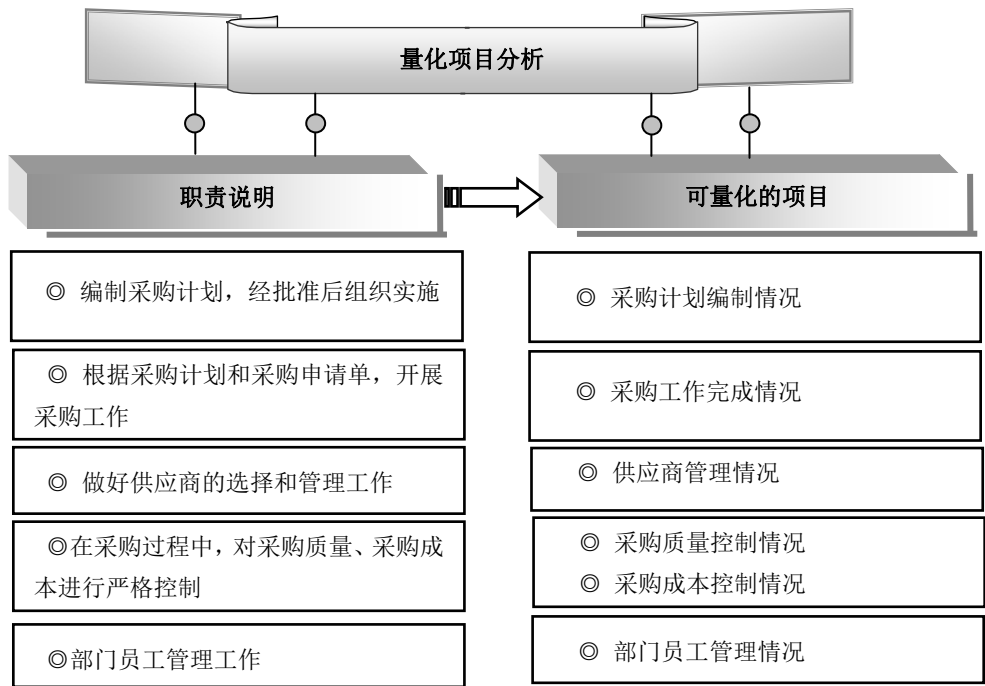 量化项目分析
职责说明
可量化的项目
◎ 编制采购计划，经批准后组织实施
◎ 采购计划编制情况
◎ 根据采购计划和采购申请单，开展
采购工作
◎ 采购工作完成情况
◎ 做好供应商的选择和管理工作
◎ 供应商管理情况
◎在采购过程中，对采购质量、采购成
本进行严格控制
◎ 采购质量控制情况
◎ 采购成本控制情况
◎部门员工管理工作
◎ 部门员工管理情况